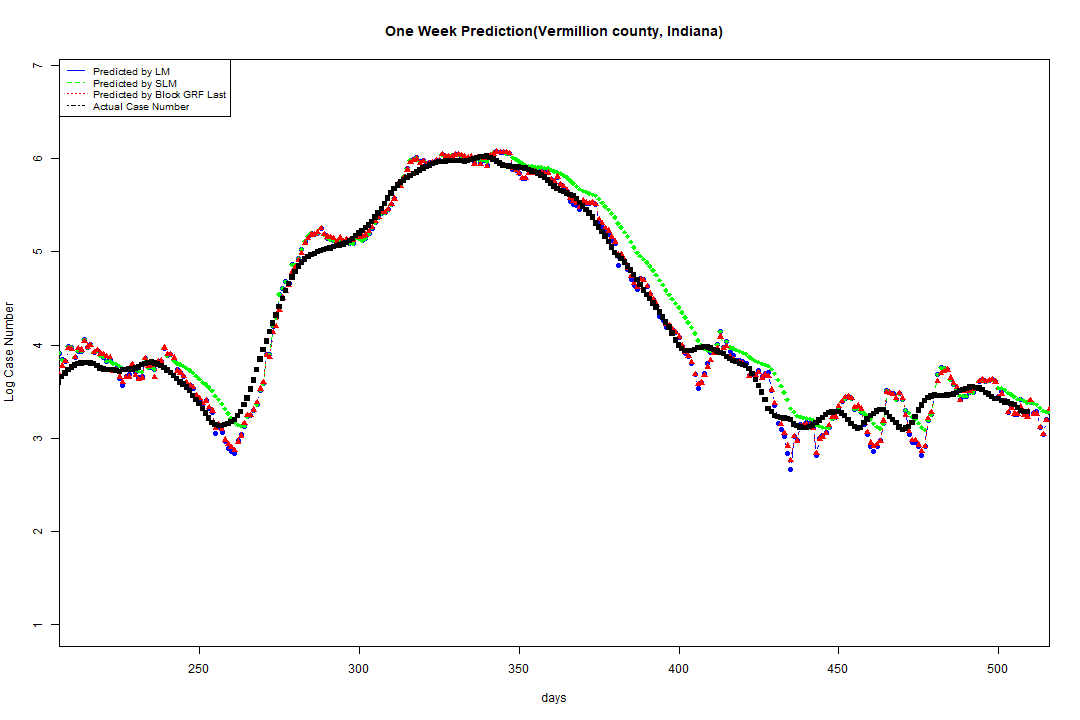 One Week Prediction(Vermillion county, Indiana)
Predicted by LM
Predicted by SLM
Predicted by Block GRF Last
Actual Case Number
7
6
5
4
3
2
1
Log Case Number
250 300 350 400 450 500
days